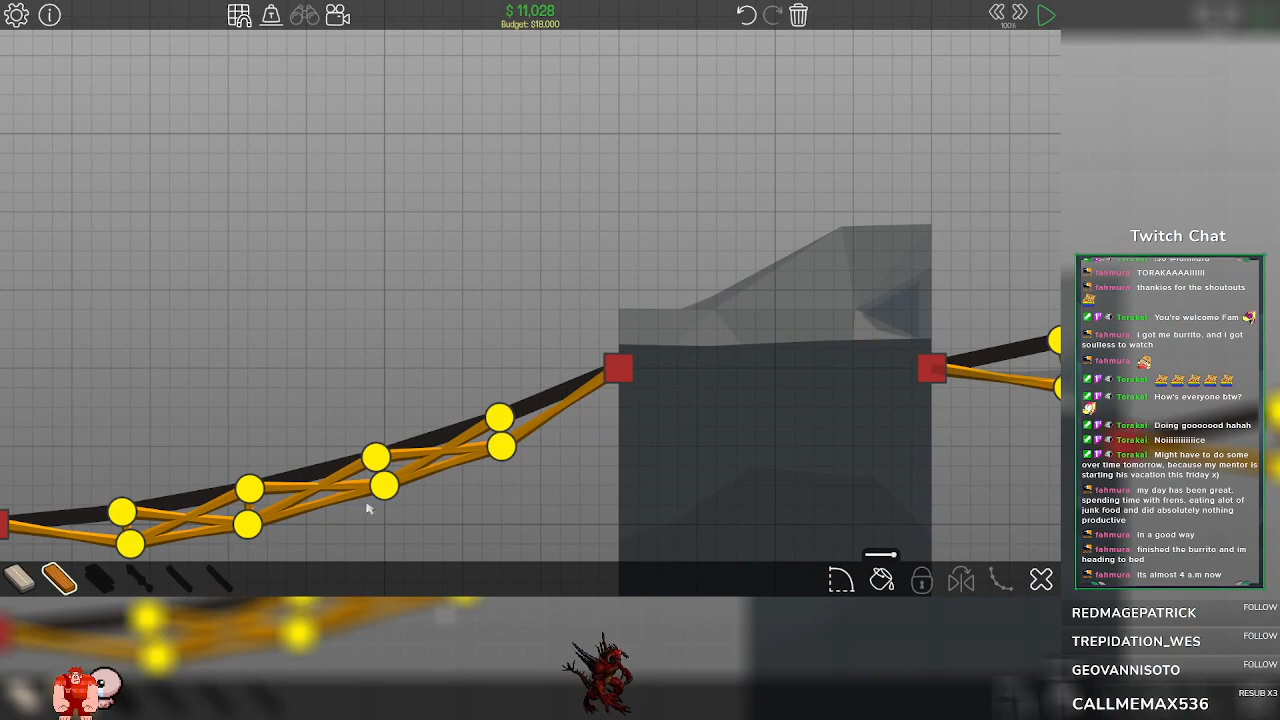 $ 11,028
Budget: $18,000
100%
Twitch Chat
fahmura TORAKAAAAIIIIII
fahmura thankies for the shoutouts
Torakai You're welcome Fam
fahmura i got me burrito. and i got
soulless to watch
fahmura
Torakai
Torakai How's everyone btw?
Torakai Doing gooooood hahah
Torakai Noiiiiiiiiiiice
Torakai Might have to do some
over time tomorrow, because my mentor is
starting his vacation this friday x)
fahmura my day has been great.
spending time with frens. eating alot of
junk food and did absolutely nothing
productive
fahmura in a good way
fahmura finished the burrito and im
heading to bed
fahmura its almost 4 a.m now
REDMAGEPATRICK FOLLOW
TREPIDATION_WES FOLLOW
GEOVANNISOTO FOLLOW
CALLMEMAX536 RESUB X3